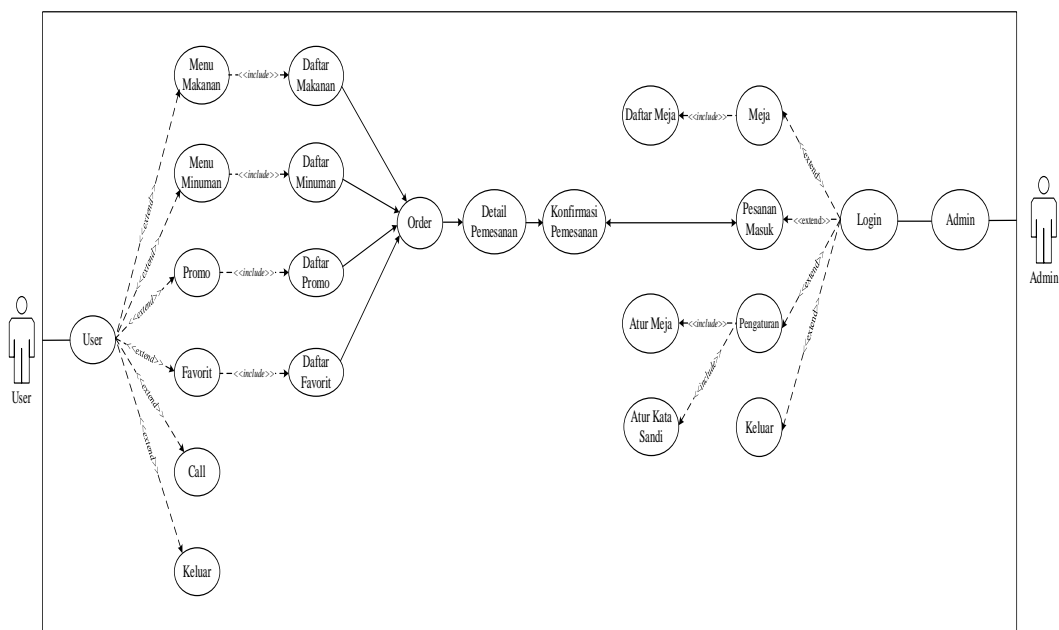 Menu
Makanan
<<include>>
Daftar
Makanan
Menu
Minuman
<<include>>
Daftar
Minuman
Promo
<<include>>
Daftar
Promo
Favorit
<<include>>
Daftar
Favorit
Call
Keluar
User
User
<<extend>>
<<extend>>
<<extend>>
<<extend>>
<<extend>>
<<extend>>
Order
Detail
Pemesanan
Konfirmasi
Pemesanan
Daftar Meja
<<include>>
Meja
Pesanan
Masuk
<<extend>>
<<extend>>
<<extend>>
<<extend>>
Login
Admin
Admin
Atur Meja
<<include>>
Pengaturan
<<include>>
Atur Kata
Sandi
Keluar